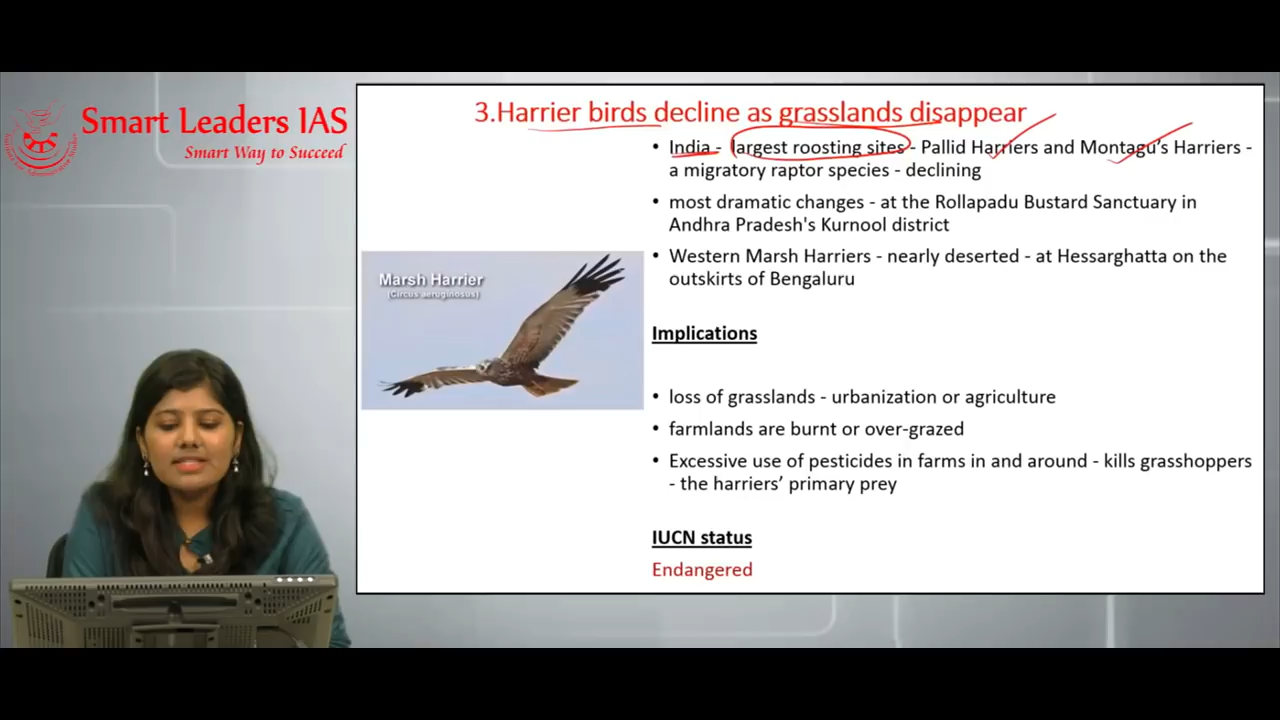 Smart Leaders IAS
Smart Way to Succeed
3.Harrier birds decline as grasslands disappear
• India - largest roosting sites - Pallid Harriers and Montagu's Harriers -
a migratory raptor species - declining
• most dramatic changes - at the Rollapadu Bustard Sanctuary in
Andhra Pradesh's Kurnool district
• Western Marsh Harriers - nearly deserted - at Hessarghatta on the
outskirts of Bengaluru
Marsh Harrier
(Circus aeruginosus)
Implications
• loss of grasslands - urbanization or agriculture
• farmlands are burnt or over-grazed
• Excessive use of pesticides in farms in and around - kills grasshoppers
- the harriers’ primary prey
IUCN status
Endangered